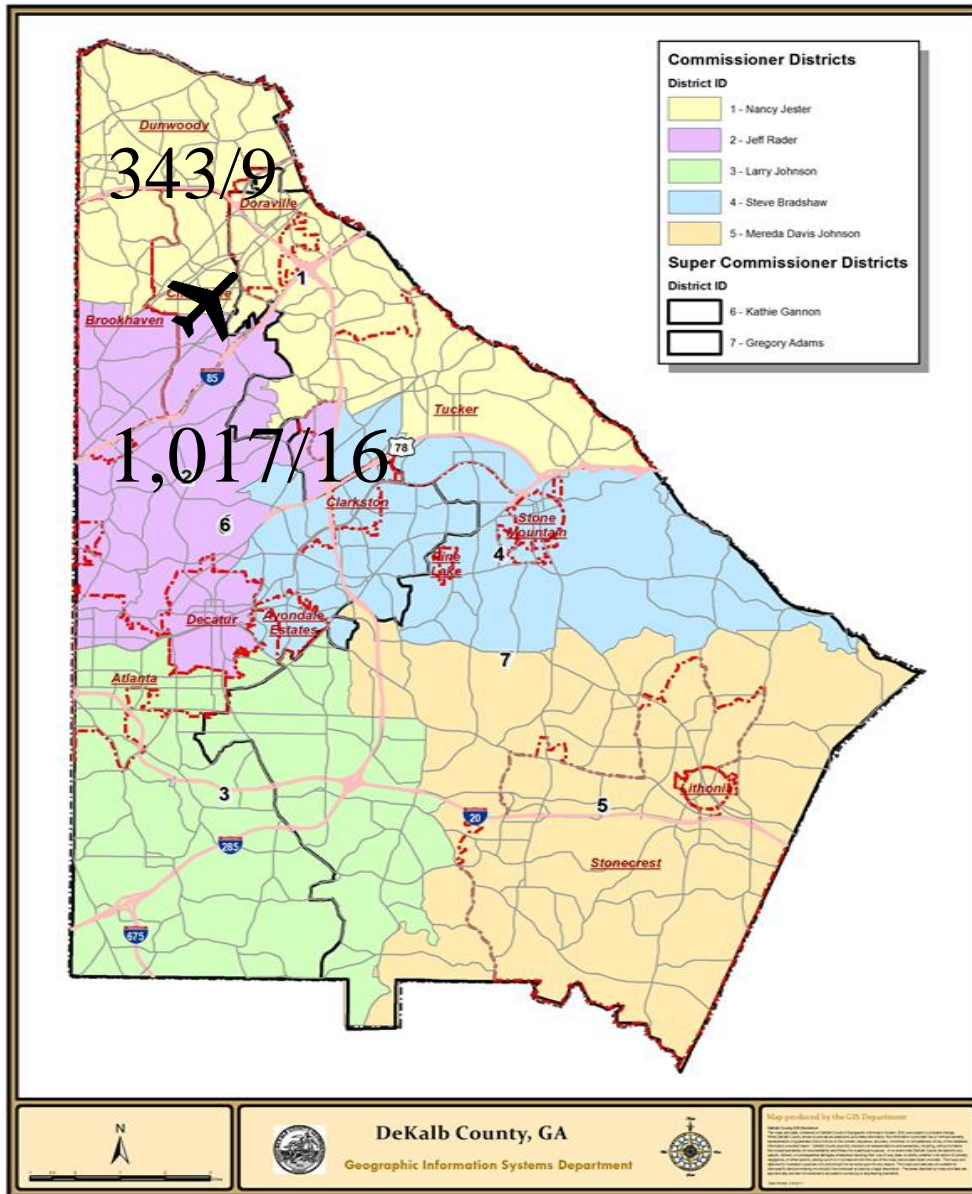 Commissioner Districts
District ID
1 - Nancy Jester
2 - Jeff Rader
3 - Larry Johnson
4 - Steve Bradshaw
5 - Mereda Davis Johnson
Super Commissioner Districts
District ID
6 - Kathie Gannon
7 - Gregory Adams
Dunwoody
343/9
Doraville
1
Brookhaven
85
Tucker
1,017/16
78
2
Clarkston
6
Stone
Mountain
4
Lake
Decatur
Avondale
Estates
7
Atlanta
3
5
20
285
Stonecrest
675
N
DeKalb County, GA
Geographic Information Systems Department
Map produced by the GIS Department